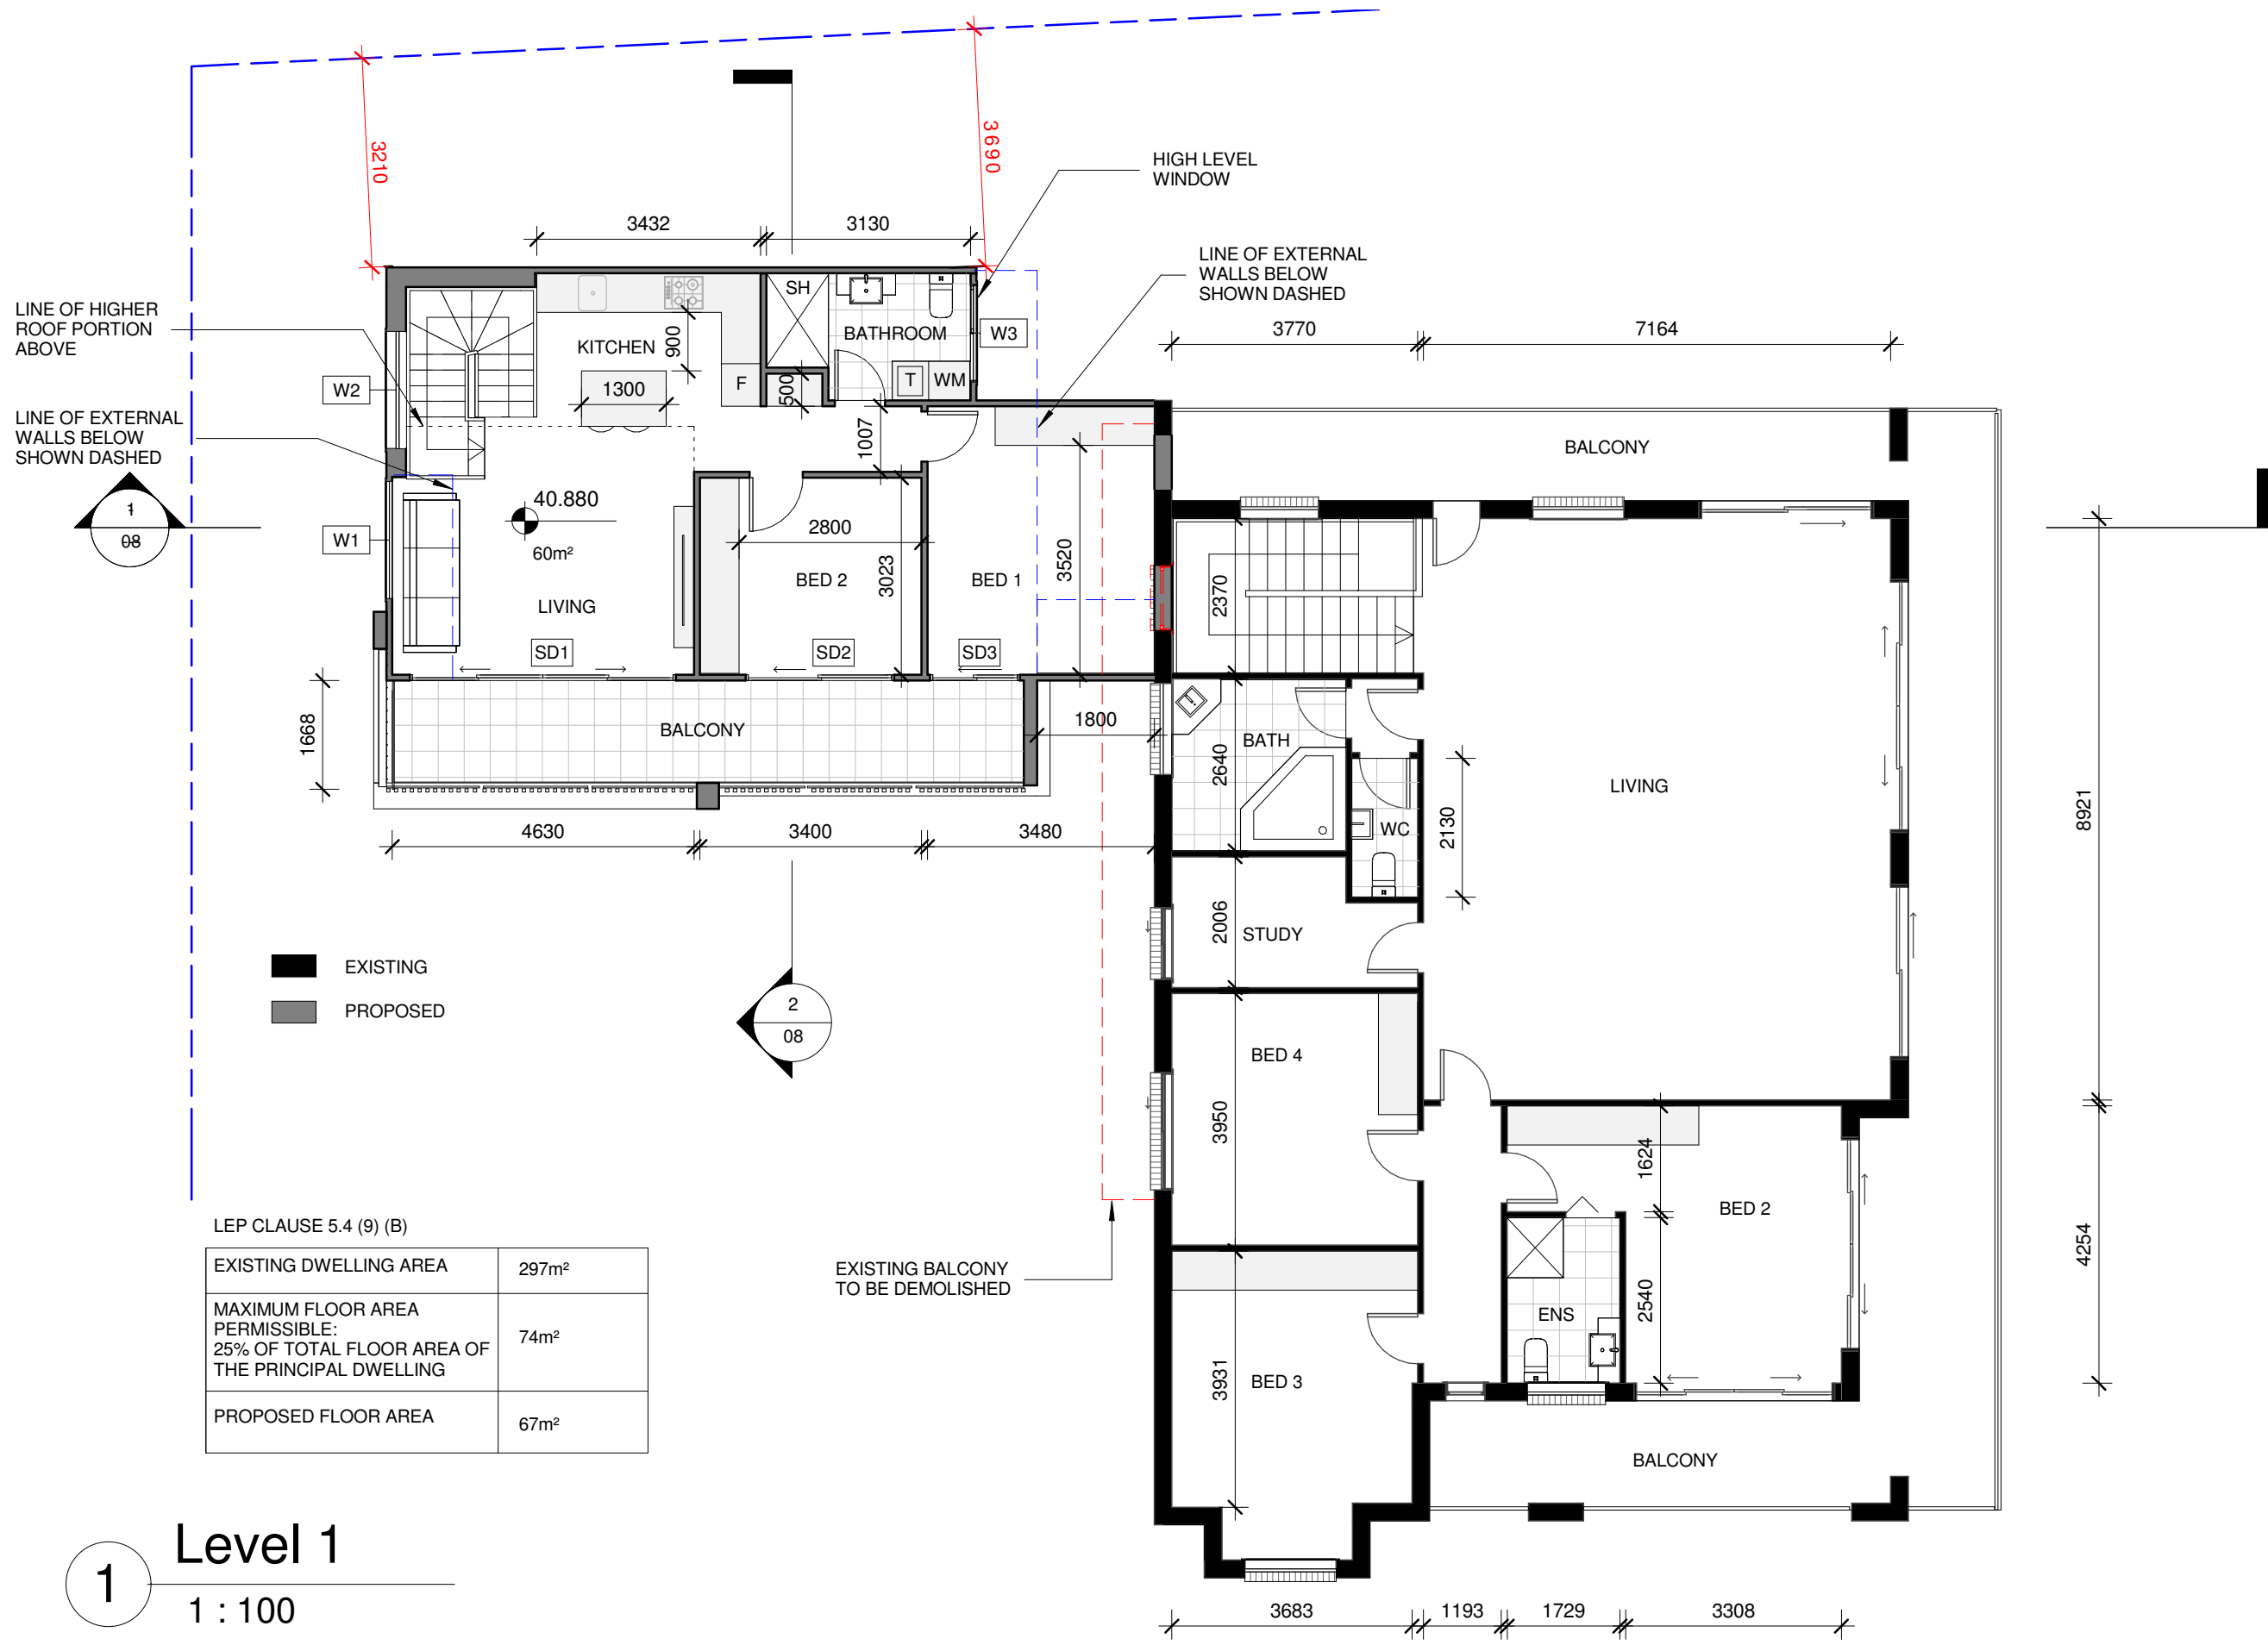 3210
3690
HIGH LEVEL
WINDOW
3432
3130
LINE OF EXTERNAL
WALLS BELOW
SHOWN DASHED
SH
BATHROOM
W3
LINE OF HIGHER
ROOF PORTION
ABOVE
KITCHEN
900
3770
7164
W2
1300
F
500
T
WM
LINE OF EXTERNAL
WALLS BELOW
SHOWN DASHED
1007
BALCONY
1
08
W1
40.880
60m²
2800
3023
BED 2
BED 1
3520
LIVING
2370
SD1
SD2
SD3
1668
BALCONY
1800
BATH
2640
LIVING
8921
4630
3400
3480
WC
2130
2006
STUDY
EXISTING
PROPOSED
2
08
BED 4
3950
1624
BED 2
LEP CLAUSE 5.4 (9) (B)
EXISTING DWELLING AREA
297m²
MAXIMUM FLOOR AREA
PERMISSIBLE:
25% OF TOTAL FLOOR AREA OF
THE PRINCIPAL DWELLING
74m²
PROPOSED FLOOR AREA
67m²
EXISTING BALCONY
TO BE DEMOLISHED
4254
2540
ENS
3931
BED 3
BALCONY
1
Level 1
1 : 100
3683
1193
1729
3308